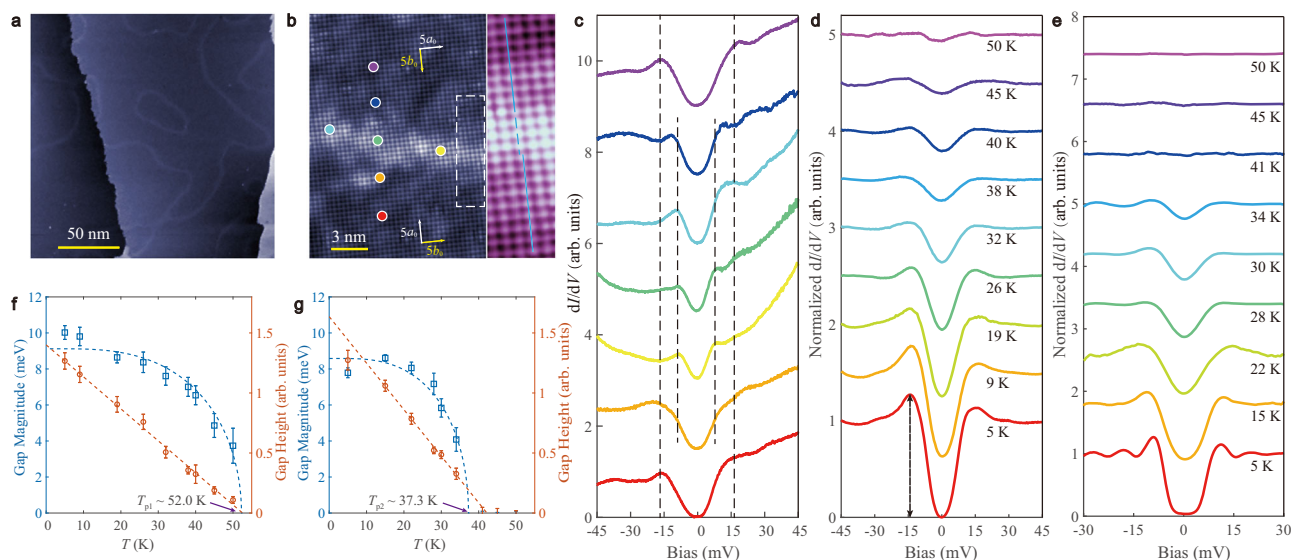 a
50 nm
b
5a₀
5b₀
5a₀
5b₀
3 nm
c
10
8
6
4
2
0
dI/dV (arb. units)
-45
-30
-15
0
15
30
45
Bias (mV)
d
5
4
3
2
1
0
Normalized dI/dV (arb. units)
50 K
45 K
40 K
38 K
32 K
26 K
19 K
9 K
5 K
-45
-30
-15
0
15
30
45
Bias (mV)
e
8
7
6
5
4
3
2
1
0
Normalized dI/dV (arb. units)
50 K
45 K
41 K
34 K
30 K
28 K
22 K
15 K
5 K
-30
-15
0
15
30
Bias (mV)
f
12
10
8
6
4
2
0
Gap Magnitude (meV)
1.5
1
0.5
0
Gap Height (arb. units)
Tp1 ~ 52.0 K
0
10
20
30
40
50
T (K)
g
12
10
8
6
4
2
0
Gap Magnitude (meV)
1.5
1
0.5
0
Gap Height (arb. units)
Tp2 ~ 37.3 K
0
10
20
30
40
50
T (K)